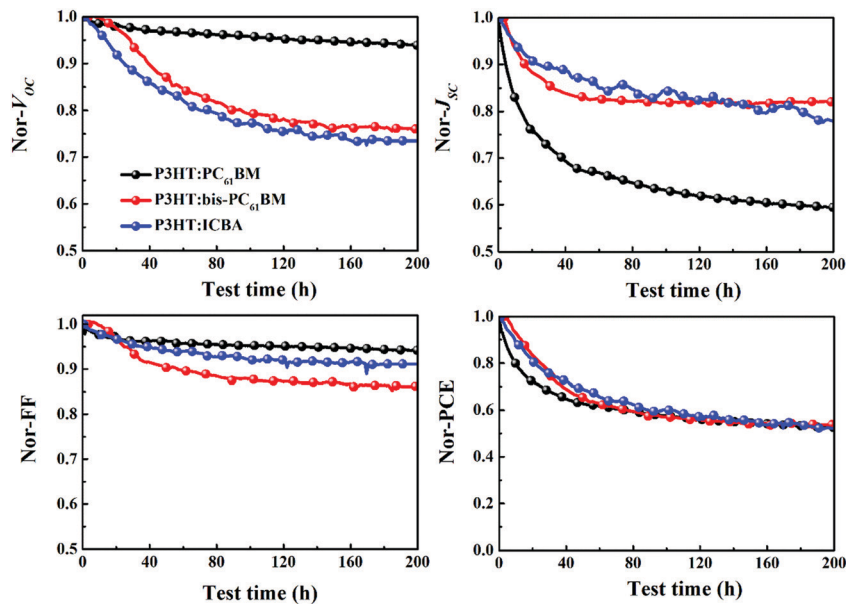 Nor-V_OC
1.0
0.9
0.8
0.7
0.6
0.5
P3HT:PC₆₁BM
P3HT:bis-PC₆₁BM
P3HT:ICBA
0 40 80 120 160 200
Test time (h)
Nor-J_SC
1.0
0.9
0.8
0.7
0.6
0.5
0 40 80 120 160 200
Test time (h)
Nor-FF
1.0
0.9
0.8
0.7
0.6
0.5
0 40 80 120 160 200
Test time (h)
Nor-PCE
1.0
0.8
0.6
0.4
0.2
0.0
0 40 80 120 160 200
Test time (h)